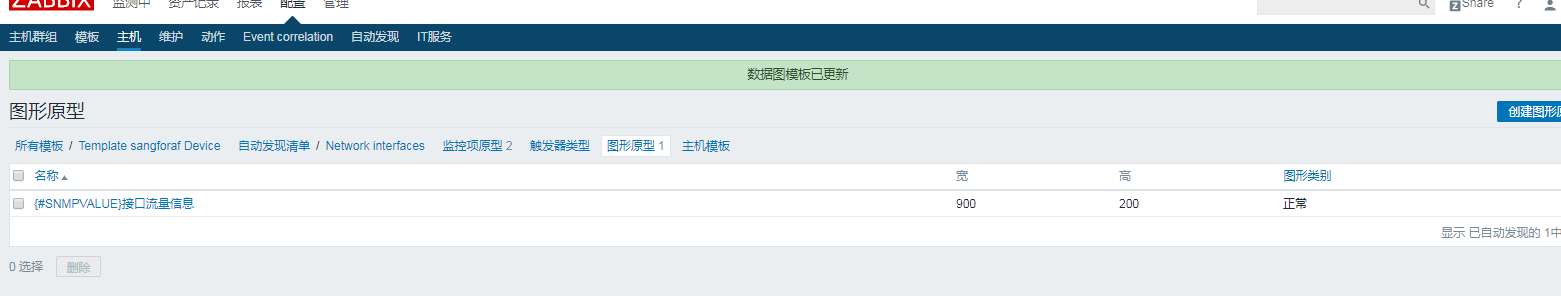 ZABBIX 监测中 资产记录 报表 配置 管理 Share ?
主机群组 模板 主机 维护 动作 Event correlation 自动发现 IT服务
数据图模板已更新
图形原型 创建图形
所有模板 / Template sangforaf Device 自动发现清单 / Network interfaces 监控项原型 2 触发器类型 图形原型 1 主机模板
名称 宽 高 图形类别
{#SNMPVALUE}接口流量信息 900 200 正常
显示 已自动发现的 1中
0 选择 删除